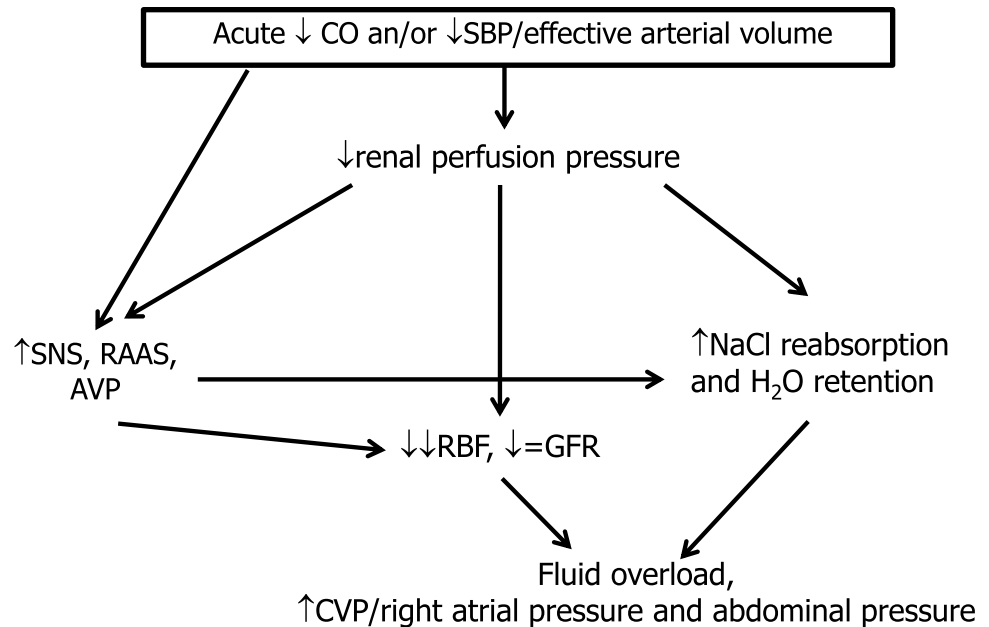 Acute ↓ CO an/or ↓SBP/effective arterial volume
↓renal perfusion pressure
↑SNS, RAAS,
AVP
↑NaCl reabsorption
and H₂O retention
↓↓RBF, ↓=GFR
Fluid overload,
↑CVP/right atrial pressure and abdominal pressure